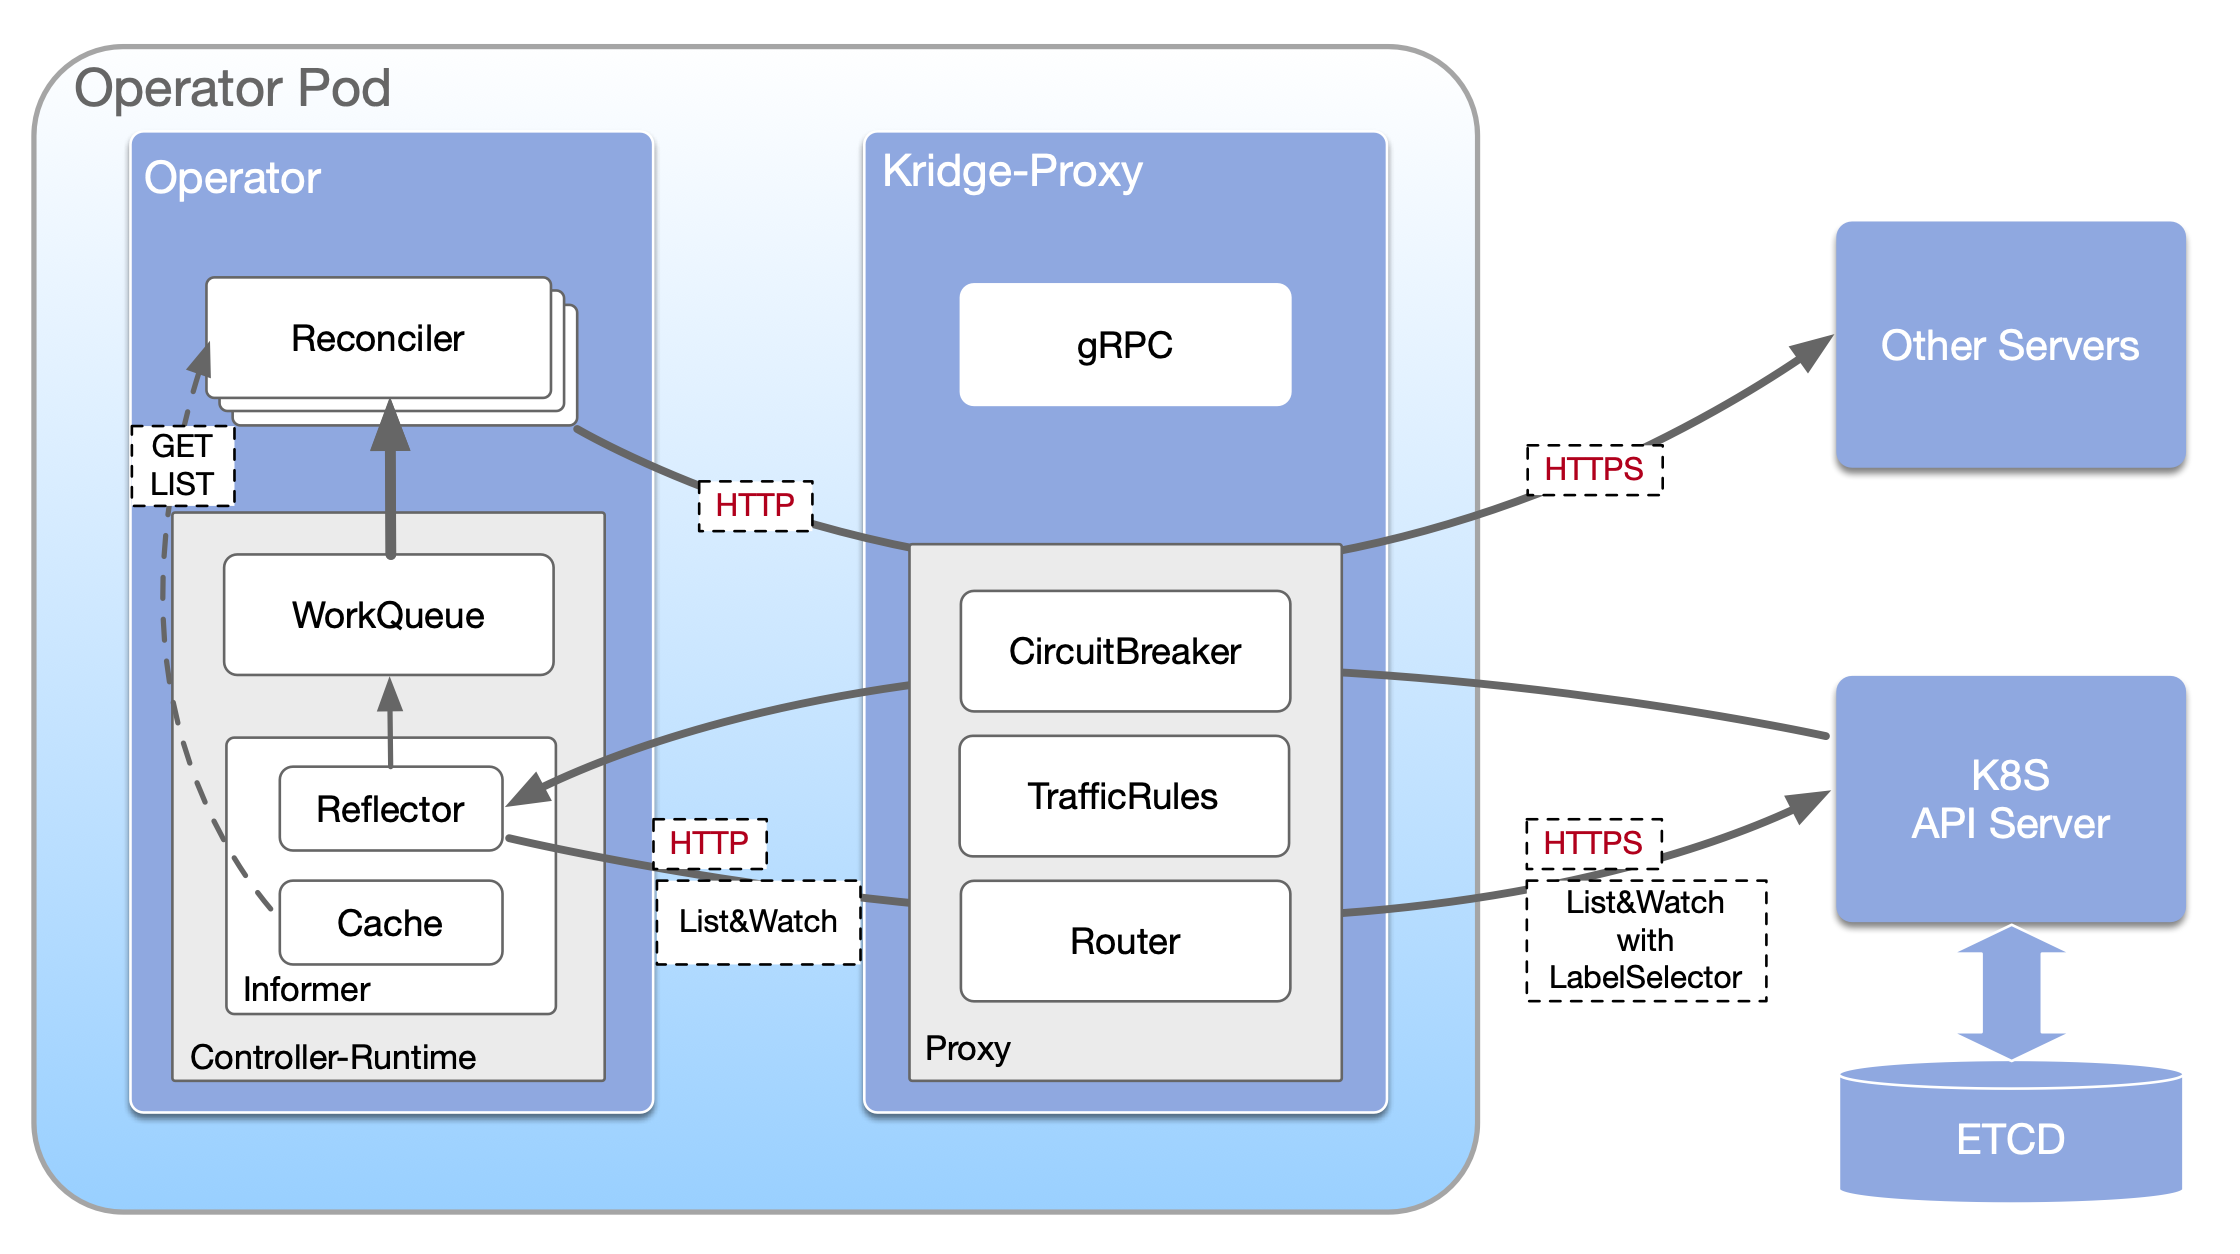 Operator Pod
Operator
Reconciler
GET
LIST
WorkQueue
Reflector
Cache
Informer
Controller-Runtime
HTTP
HTTP
List&Watch
Kridge-Proxy
gRPC
CircuitBreaker
TrafficRules
Router
Proxy
HTTPS
HTTPS
List&Watch
with
LabelSelector
Other Servers
K8S
API Server
ETCD